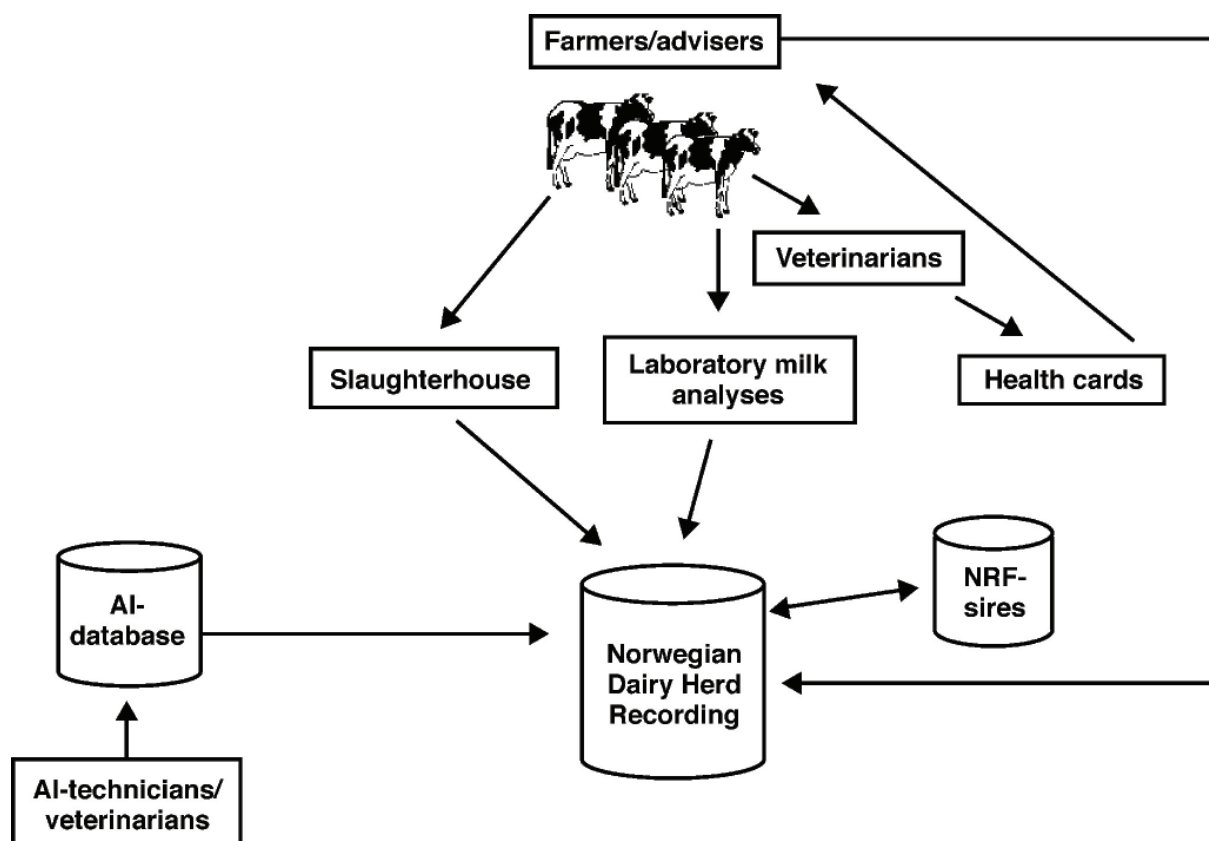 Farmers/advisers
Veterinarians
Slaughterhouse
Laboratory milk
analyses
Health cards
AI-
database
NRF-
sires
Norwegian
Dairy Herd
Recording
AI-technicians/
veterinarians